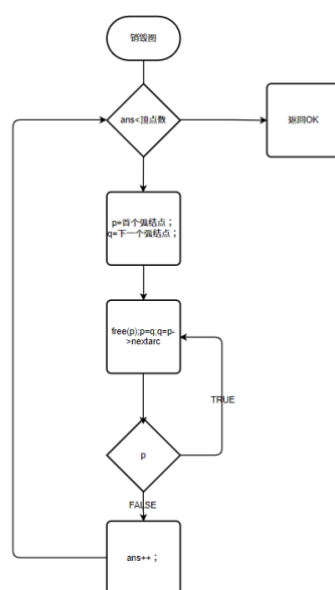 销毁图
ans<顶点数
返回OK
p=首个弧结点；
q=下一个弧结点；
free(p);p=q;q=p-
>nextarc
TRUE
p
FALSE
ans++；